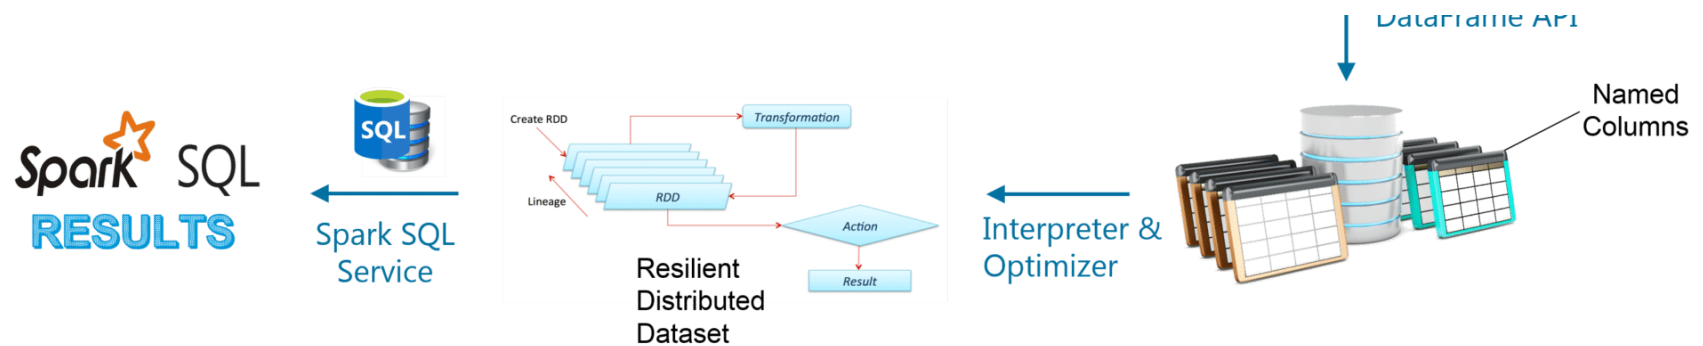 DataFrame API
Named
Columns
Spark SQL
RESULTS
SQL
Spark SQL
Service
Create RDD
Transformation
Lineage
RDD
Action
Result
Resilient
Distributed
Dataset
Interpreter &
Optimizer